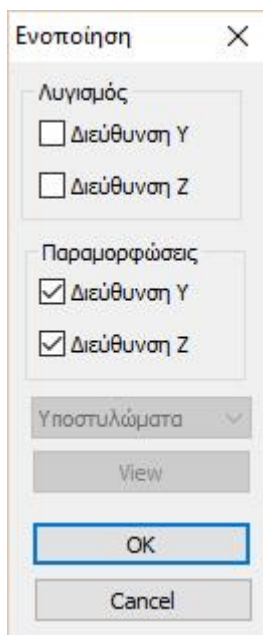 Ενοποίηση
Λυγισμός
Διεύθυνση Y
Διεύθυνση Z
Παραμορφώσεις
Διεύθυνση Y
Διεύθυνση Z
Υποστυλώματα
View
OK
Cancel